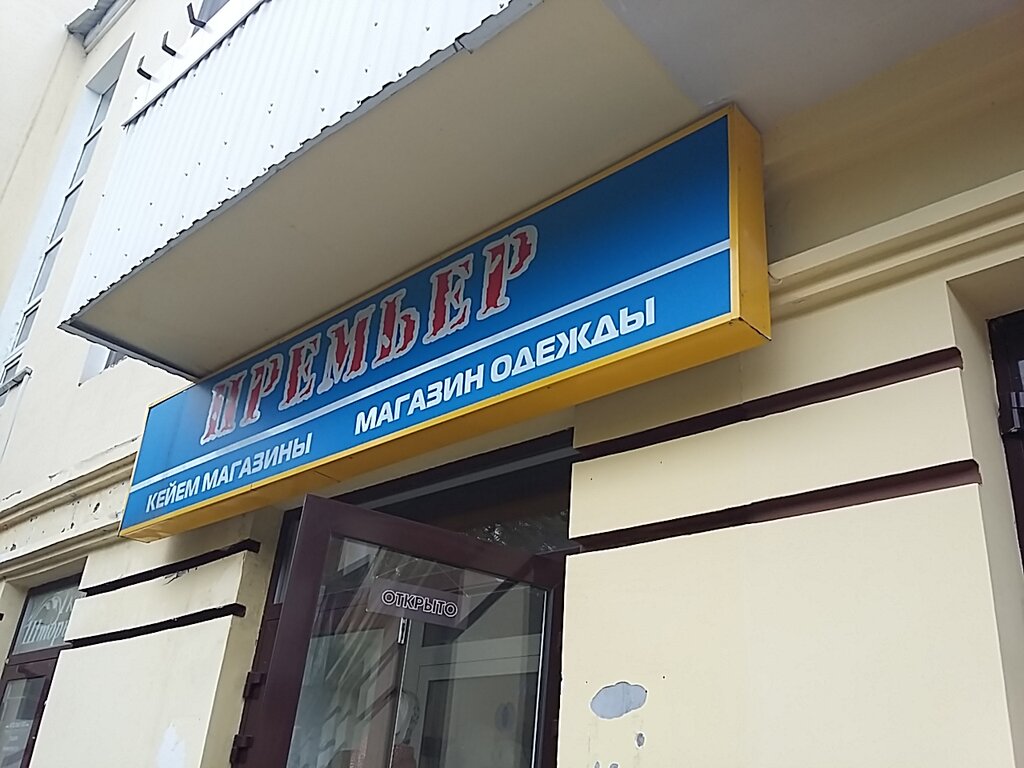 ПРЕМЬЕР
КЕЙЕМ МАГАЗИНЫ МАГАЗИН ОДЕЖДЫ
ОТКРЫТО